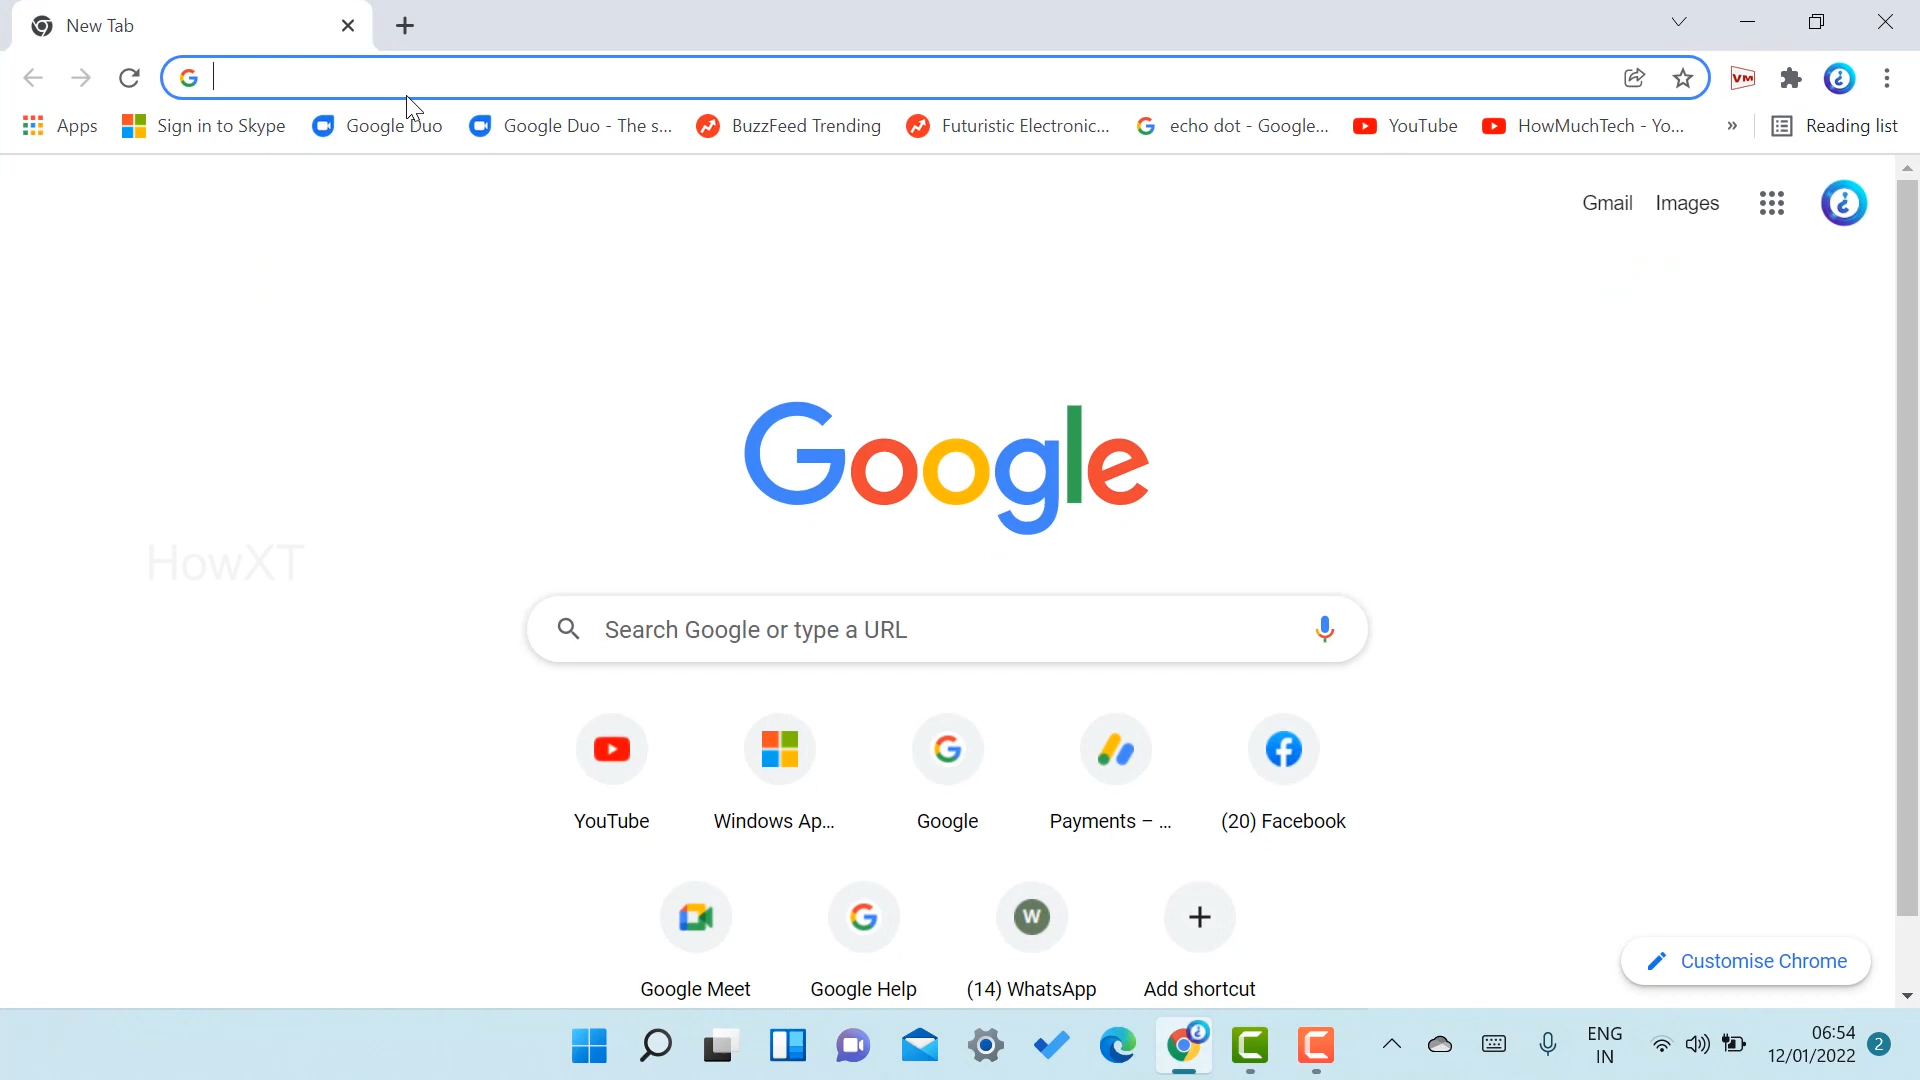 New Tab
Apps Sign in to Skype Google Duo Google Duo - The s... BuzzFeed Trending Futuristic Electronic... echo dot - Google... YouTube HowMuchTech - Yo... » Reading list
Gmail Images
Google
HowXT
Search Google or type a URL
YouTube Windows Ap... Google Payments – ... (20) Facebook
W
Google Meet Google Help (14) WhatsApp Add shortcut
Customise Chrome
ENG 06:54
IN 12/01/2022 2